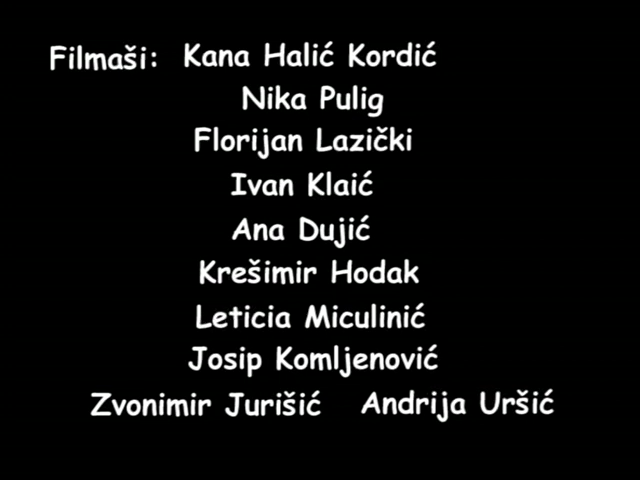 Filmaši: Kana Halić Kordić
Nika Pulig
Florijan Lazički
Ivan Klaić
Ana Dujić
Krešimir Hodak
Leticia Miculinić
Josip Komljenović
Zvonimir Jurišić Andrija Uršić